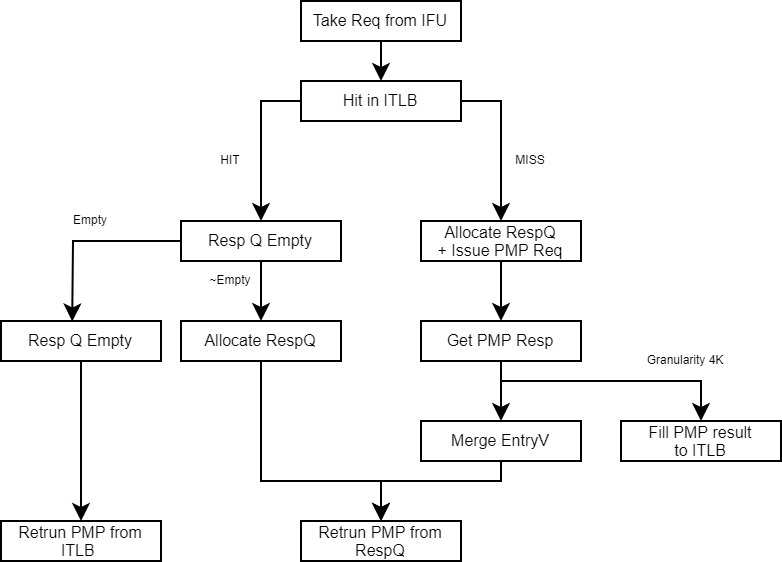 Take Req from IFU
Hit in ITLB
HIT
MISS
Empty
Resp Q Empty
Allocate RespQ
+ Issue PMP Req
~Empty
Resp Q Empty
Allocate RespQ
Get PMP Resp
Granularity 4K
Merge EntryV
Fill PMP result
to ITLB
Retrun PMP from
ITLB
Retrun PMP from
RespQ